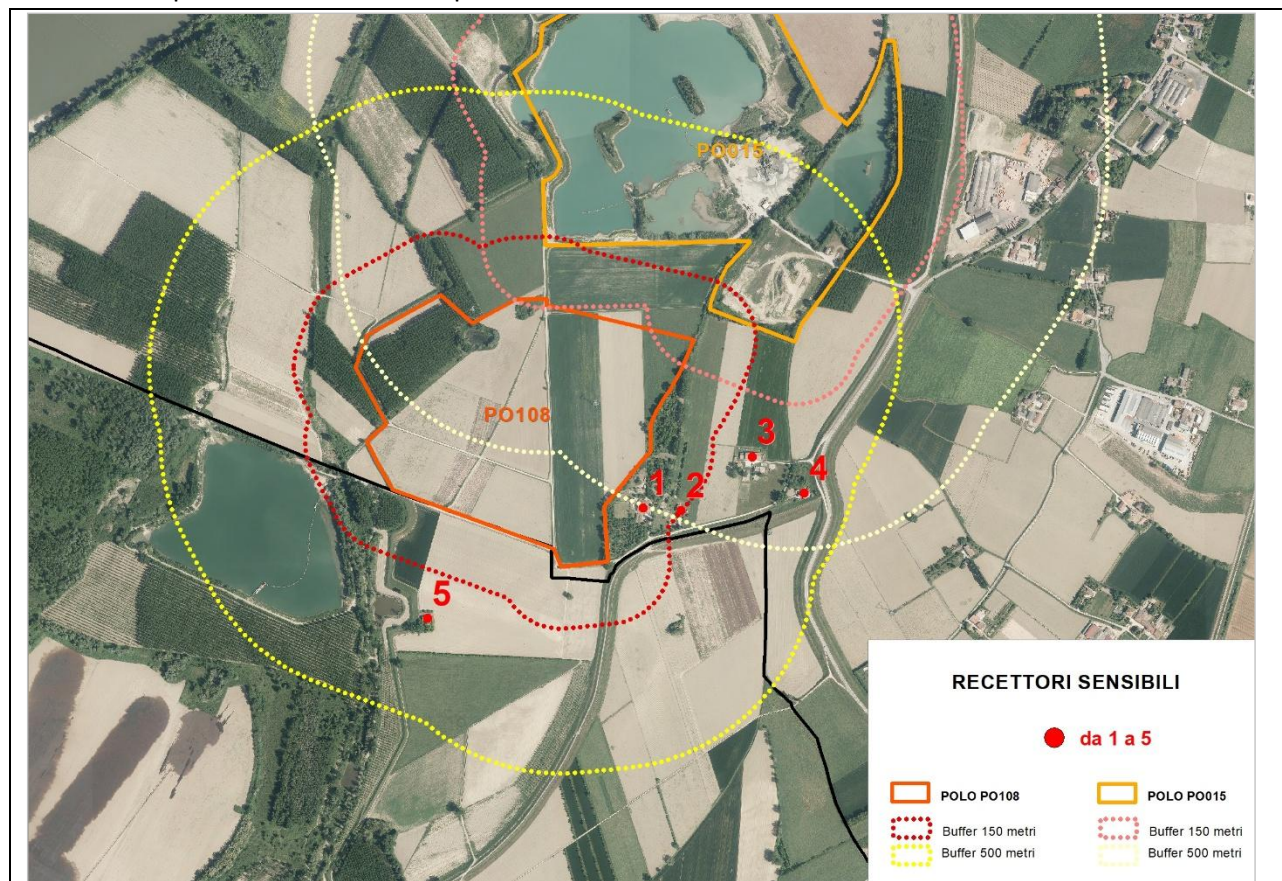 PO015
PO108
1
2
3
4
5
RECETTORI SENSIBILI
da 1 a 5
POLO PO108
POLO PO015
Buffer 150 metri
Buffer 150 metri
Buffer 500 metri
Buffer 500 metri